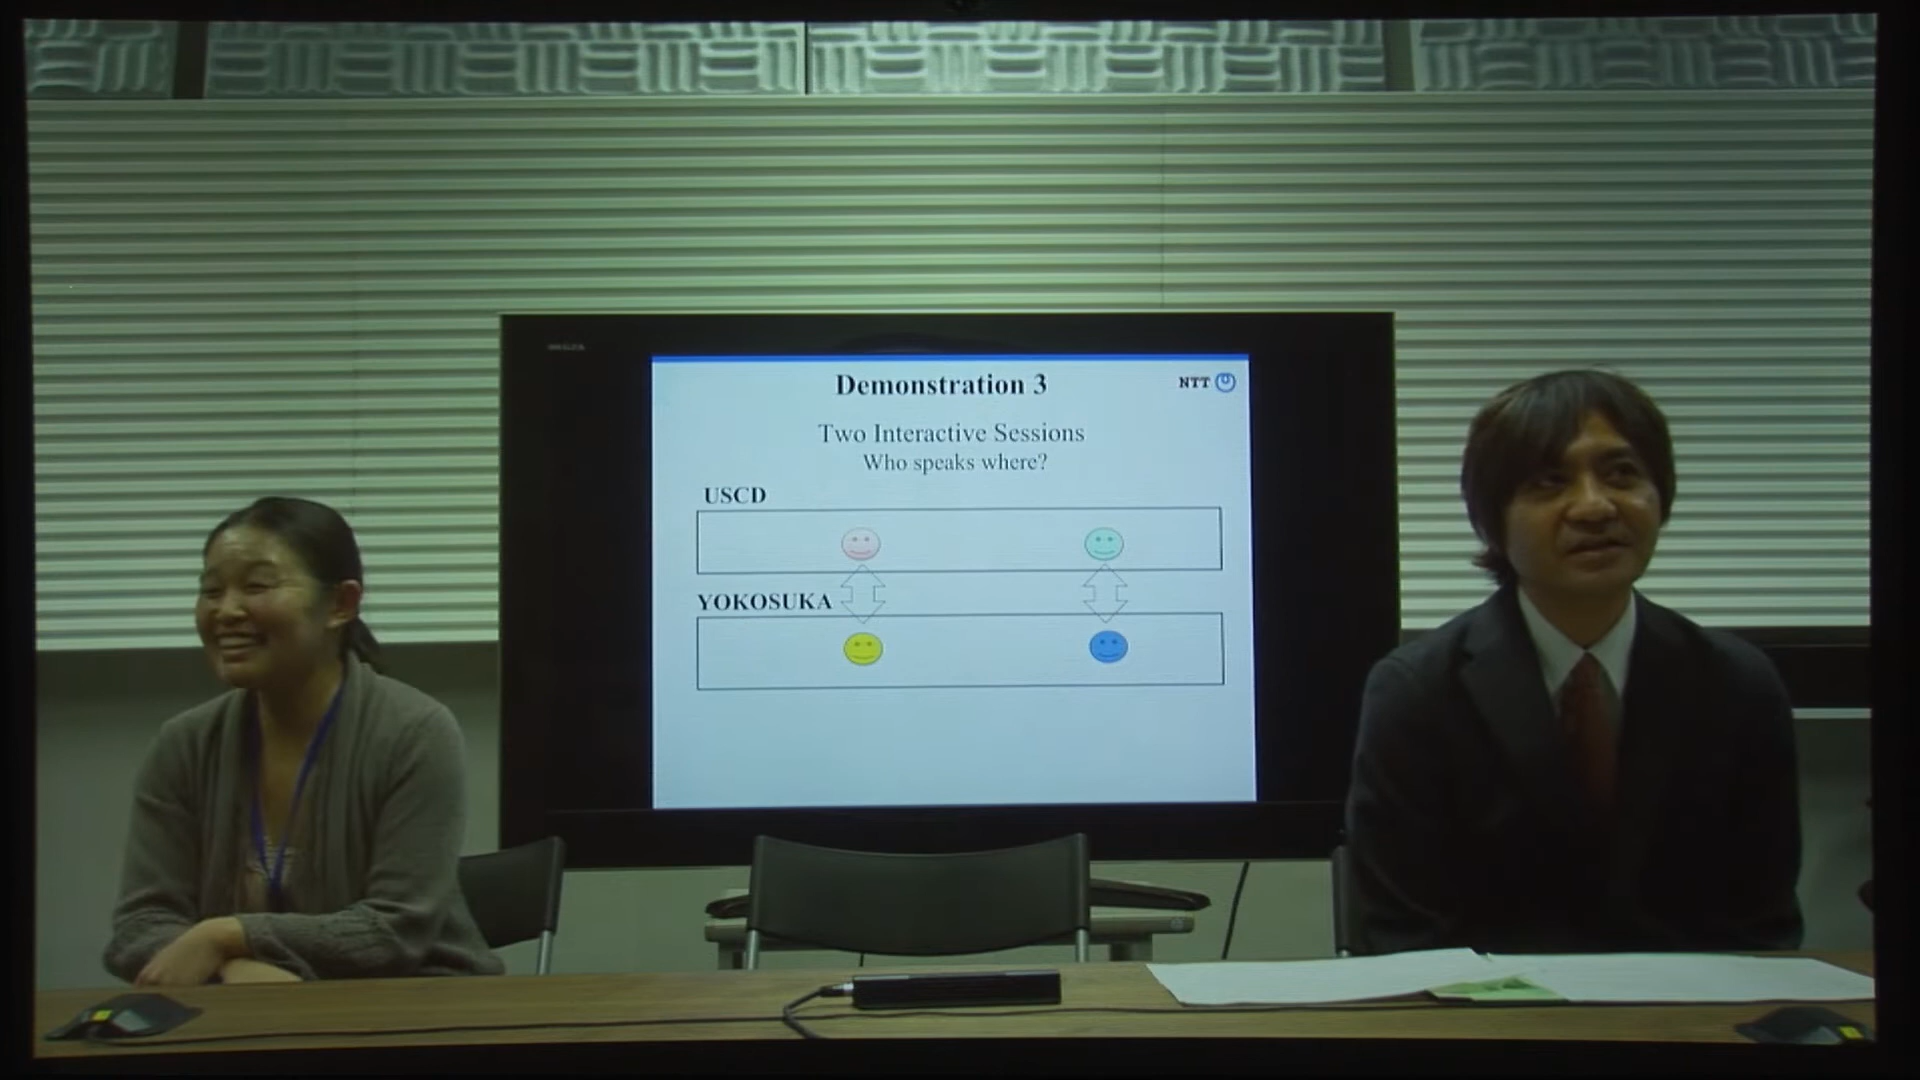 Demonstration 3
NTT
Two Interactive Sessions
Who speaks where?
USCD
YOKOSUKA